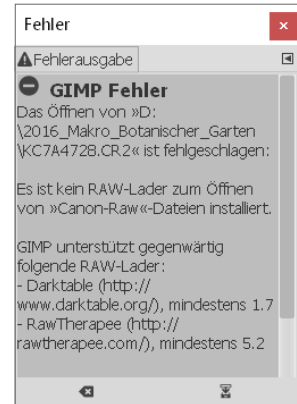 Fehler
Fehlerausgabe
GIMP Fehler
Das Öffnen von »D:
\2016_Makro_Botanischer_Garten
\KC7A4728.CR2« ist fehlgeschlagen:
Es ist kein RAW-Lader zum Öffnen
von »Canon-Raw«-Dateien installiert.
GIMP unterstützt gegenwärtig
folgende RAW-Lader:
- Darktable (http://
www.darktable.org/), mindestens 1.7
- RawTherapee (http://
rawtherapee.com/), mindestens 5.2